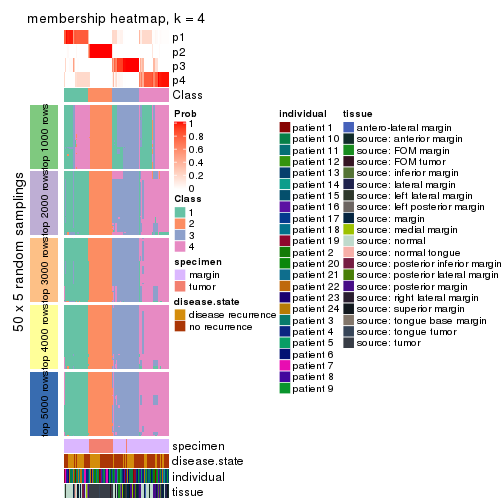 membership heatmap, k = 4
p1
p2
p3
p4
Class
50 x 5 random samplings
top 1000 rows
top 2000 rows
top 3000 rows
top 4000 rows
top 5000 rows
specimen
disease.state
individual
tissue
Prob
1
0.8
0.6
0.4
0.2
0
Class
1
2
3
4
specimen
margin
tumor
disease.state
disease recurrence
no recurrence
individual
patient 1
patient 10
patient 11
patient 12
patient 13
patient 14
patient 15
patient 16
patient 17
patient 18
patient 19
patient 2
patient 20
patient 21
patient 22
patient 23
patient 24
patient 3
patient 4
patient 5
patient 6
patient 7
patient 8
patient 9
tissue
antero-lateral margin
source: anterior margin
source: FOM margin
source: FOM tumor
source: inferior margin
source: lateral margin
source: left lateral margin
source: left posterior margin
source: margin
source: medial margin
source: normal
source: normal tongue
source: posterior inferior margin
source: posterior lateral margin
source: posterior margin
source: right lateral margin
source: superior margin
source: tongue base margin
source: tongue tumor
source: tumor